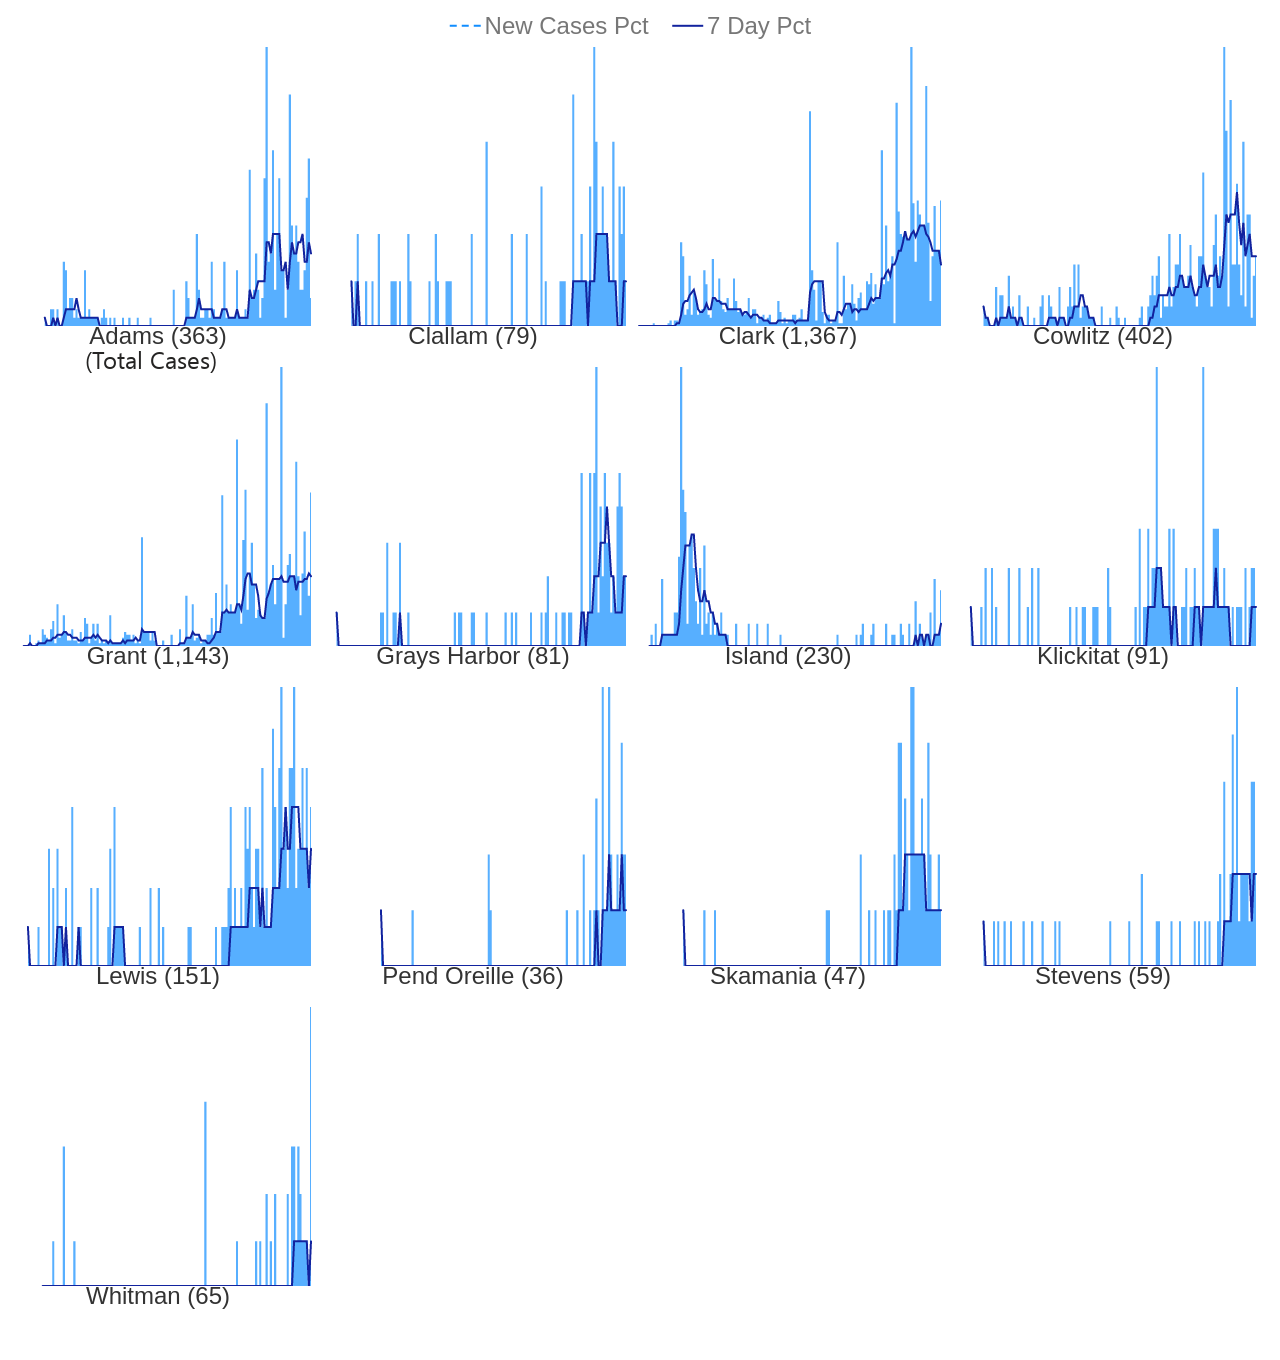 New Cases Pct 7 Day Pct
Adams (363) Clallam (79) Clark (1,367) Cowlitz (402)
(Total Cases)
Grant (1,143) Grays Harbor (81) Island (230) Klickitat (91)
Lewis (151) Pend Oreille (36) Skamania (47) Stevens (59)
Whitman (65)